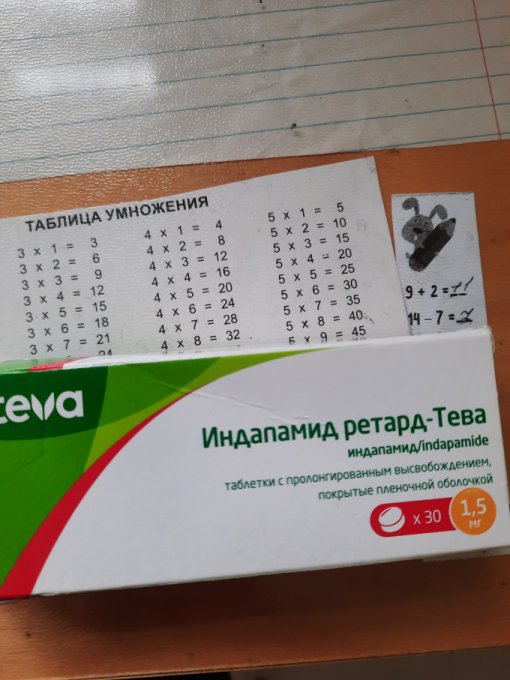 ТАБЛИЦА УМНОЖЕНИЯ
3 x 1 = 3
3 x 2 = 6
3 x 3 = 9
3 x 4 = 12
3 x 5 = 15
3 x 6 = 18
3 x 7 = 21
4 x 1 = 4
4 x 2 = 8
4 x 3 = 12
4 x 4 = 16
4 x 5 = 20
4 x 6 = 24
4 x 7 = 28
4 x 8 = 32
5 x 1 = 5
5 x 2 = 10
5 x 3 = 15
5 x 4 = 20
5 x 5 = 25
5 x 6 = 30
5 x 7 = 35
5 x 8 = 40
5 x 9 = 45
9 + 2 = 11
14 – 7 =
teva
Индапамид ретард-Тева
индапамид/indapamide
таблетки с пролонгированным высвобождением,
покрытые пленочной оболочкой
x 30
1,5
мг